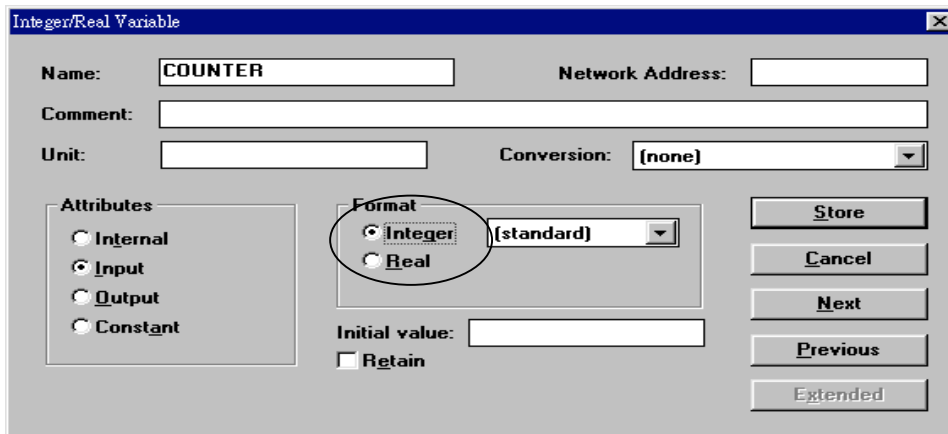 Integer/Real Variable
Name: COUNTER Network Address:
Comment:
Unit: Conversion: (none)
Attributes
Internal
Input
Output
Constant
Format
Integer (standard)
Real
Initial value:
Retain
Store
Cancel
Next
Previous
Extended